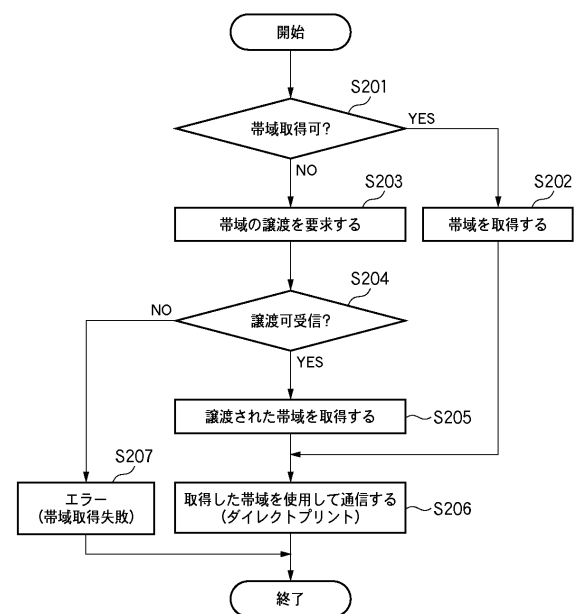 開始
S201
帯域取得可?
YES
NO
S203
帯域の譲渡を要求する
S202
帯域を取得する
S204
譲渡可受信?
NO
YES
譲渡された帯域を取得する
S205
S207
エラー
(帯域取得失敗)
取得した帯域を使用して通信する
(ダイレクトプリント)
S206
終了